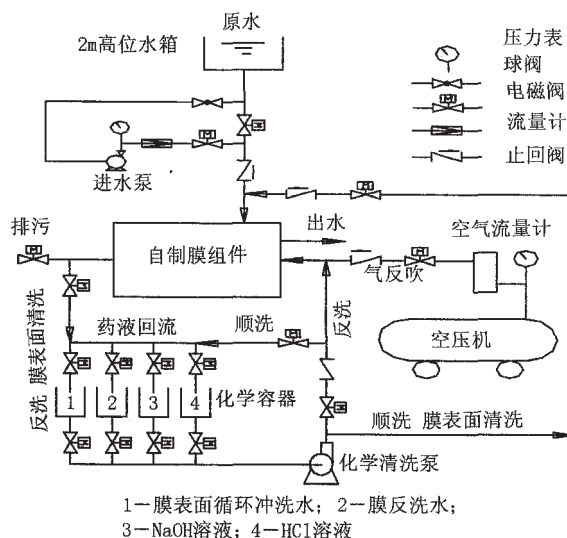 原水
2m高位水箱
压力表
球阀
电磁阀
流量计
止回阀
进水泵
排污
自制膜组件
出水
空气流量计
气反吹
空压机
反洗 膜表面清洗
药液回流
顺洗
反洗
1
2
3
4
化学容器
顺洗 膜表面清洗
化学清洗泵
1—膜表面循环冲洗水；2—膜反洗水；
3—NaOH溶液；4—HCl溶液